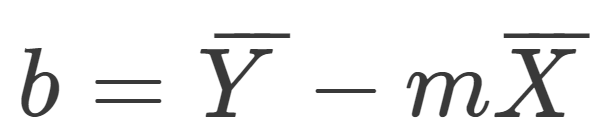 b = Y̅ − mX̅